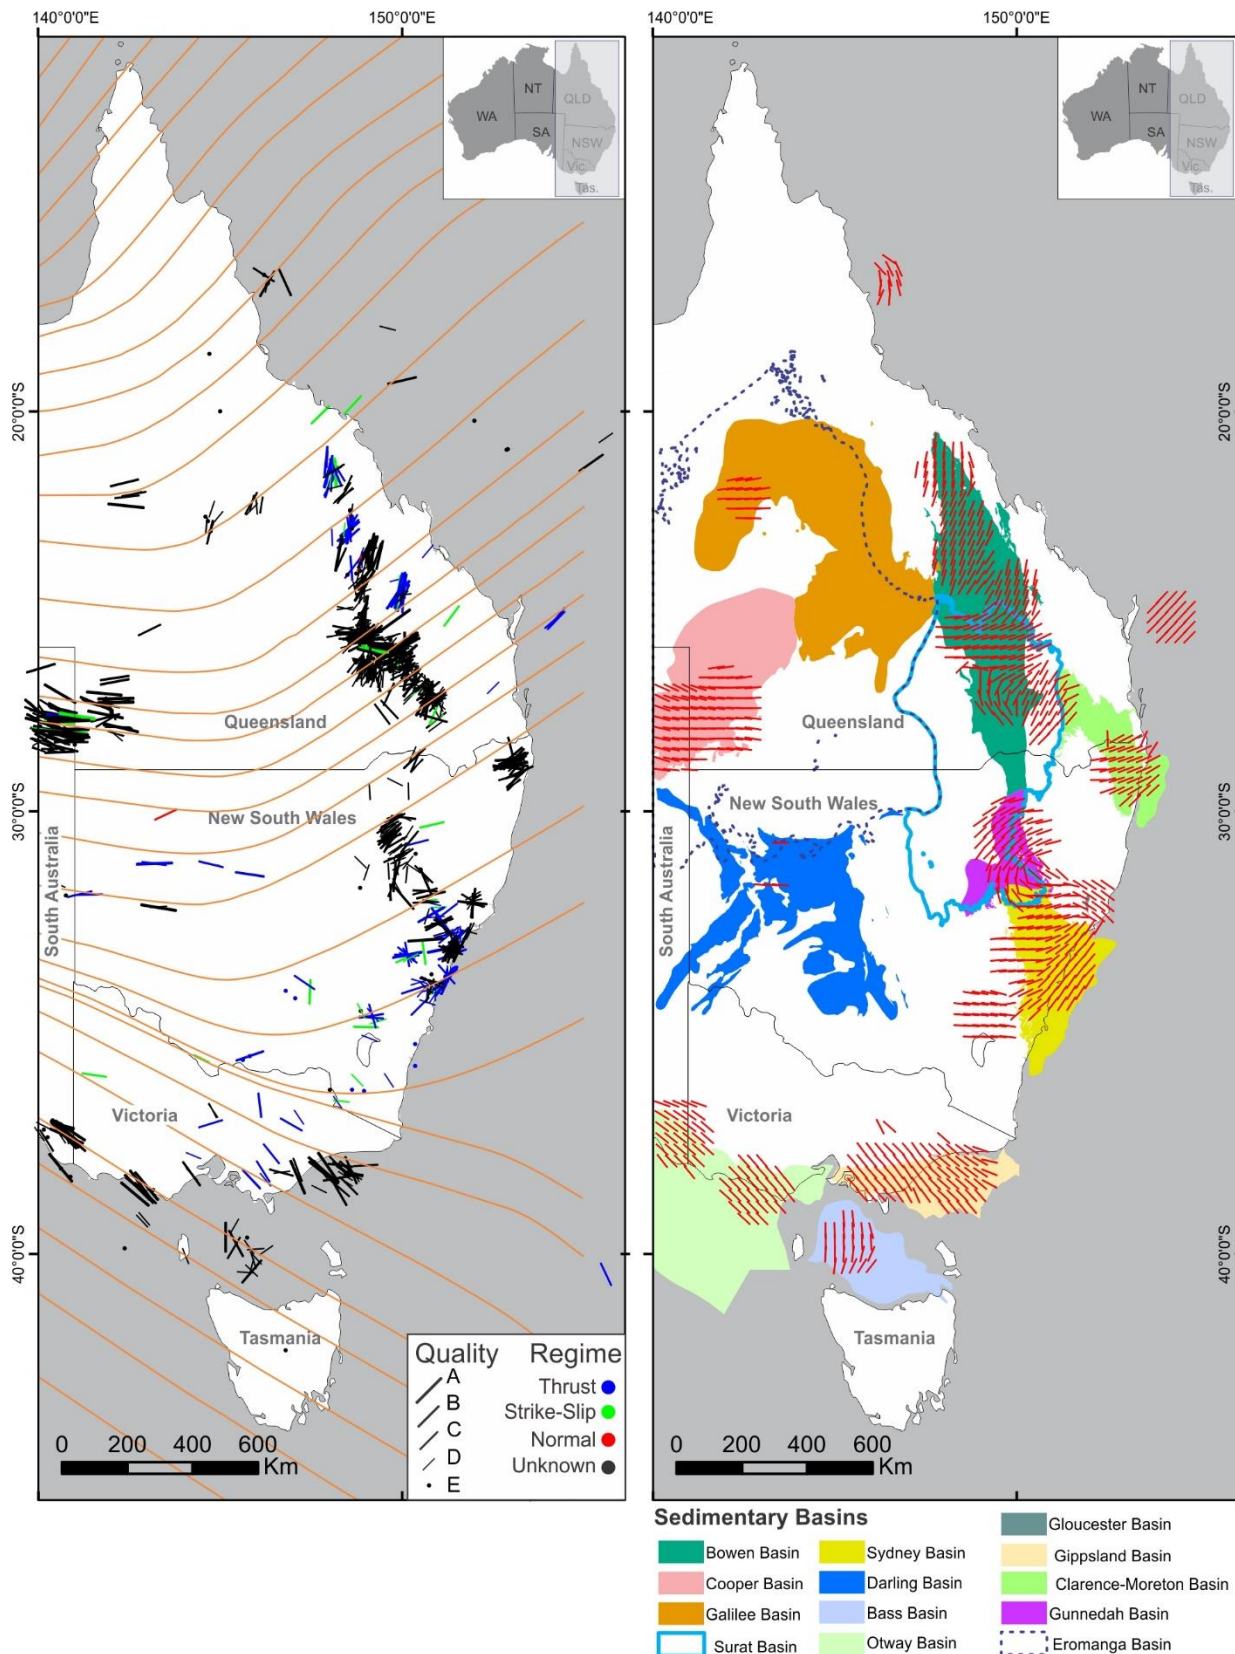 140°0'0"E
150°0'0"E
140°0'0"E
150°0'0"E
NT
QLD
WA
SA
NSW
Vic.
Tas.
NT
QLD
WA
SA
NSW
Vic.
Tas.
20°0'0"S
20°0'0"S
Queensland
Queensland
New South Wales
New South Wales
30°0'0"S
30°0'0"S
South Australia
South Australia
Victoria
Victoria
40°0'0"S
40°0'0"S
Tasmania
Tasmania
Quality Regime
A
Thrust
B
Strike-Slip
C
Normal
D
Unknown
E
0 200 400 600
Km
0 200 400 600
Km
Sedimentary Basins
Gloucester Basin
Bowen Basin
Sydney Basin
Gippsland Basin
Cooper Basin
Darling Basin
Clarence-Moreton Basin
Galilee Basin
Bass Basin
Gunnedah Basin
Surat Basin
Otway Basin
Eromanga Basin